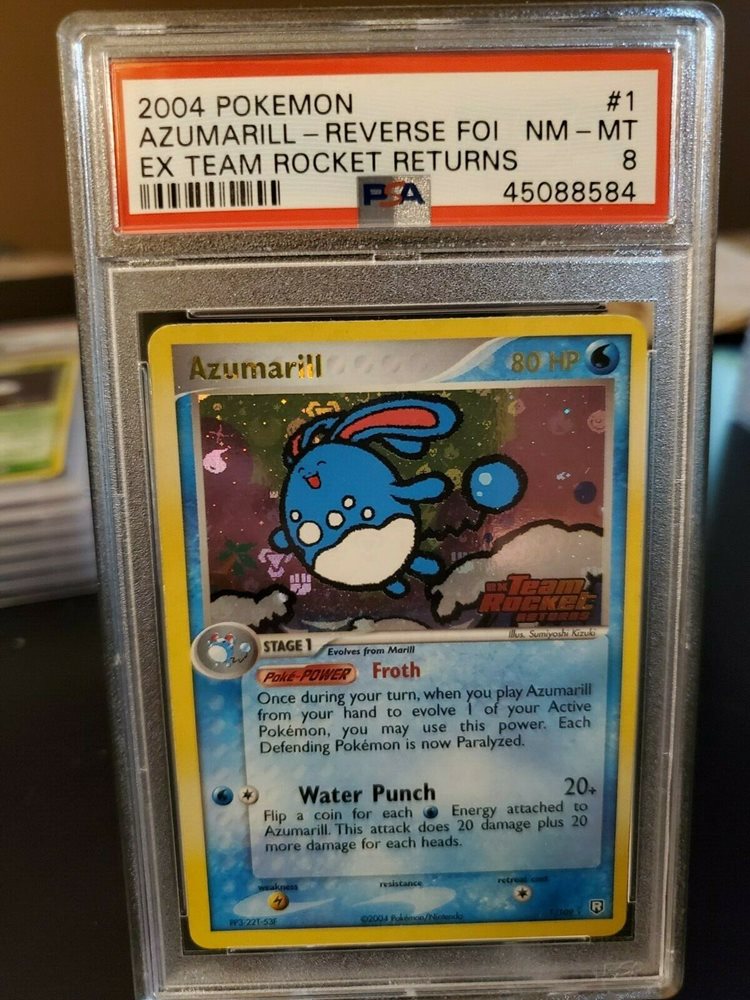 2004 POKEMON #1
AZUMARILL – REVERSE FOI NM – MT
EX TEAM ROCKET RETURNS 8
PSA 45088584
Azumarill 80 HP
EX Team
Rocket
RETURNS
Illus. Sumiyoshi Kizuki
STAGE 1 Evolves from Marill
Poké-POWER Froth
Once during your turn, when you play Azumarill
from your hand to evolve 1 of your Active
Pokémon, you may use this power. Each
Defending Pokémon is now Paralyzed.
Water Punch 20+
Flip a coin for each Energy attached to
Azumarill. This attack does 20 damage plus 20
more damage for each heads.
weakness resistance retreat cost
©2004 Pokémon/Nintendo
R